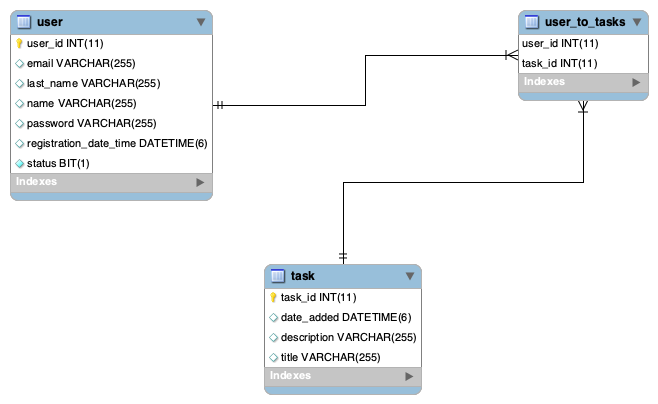 user
user_id INT(11)
email VARCHAR(255)
last_name VARCHAR(255)
name VARCHAR(255)
password VARCHAR(255)
registration_date_time DATETIME(6)
status BIT(1)
Indexes
user_to_tasks
user_id INT(11)
task_id INT(11)
Indexes
task
task_id INT(11)
date_added DATETIME(6)
description VARCHAR(255)
title VARCHAR(255)
Indexes